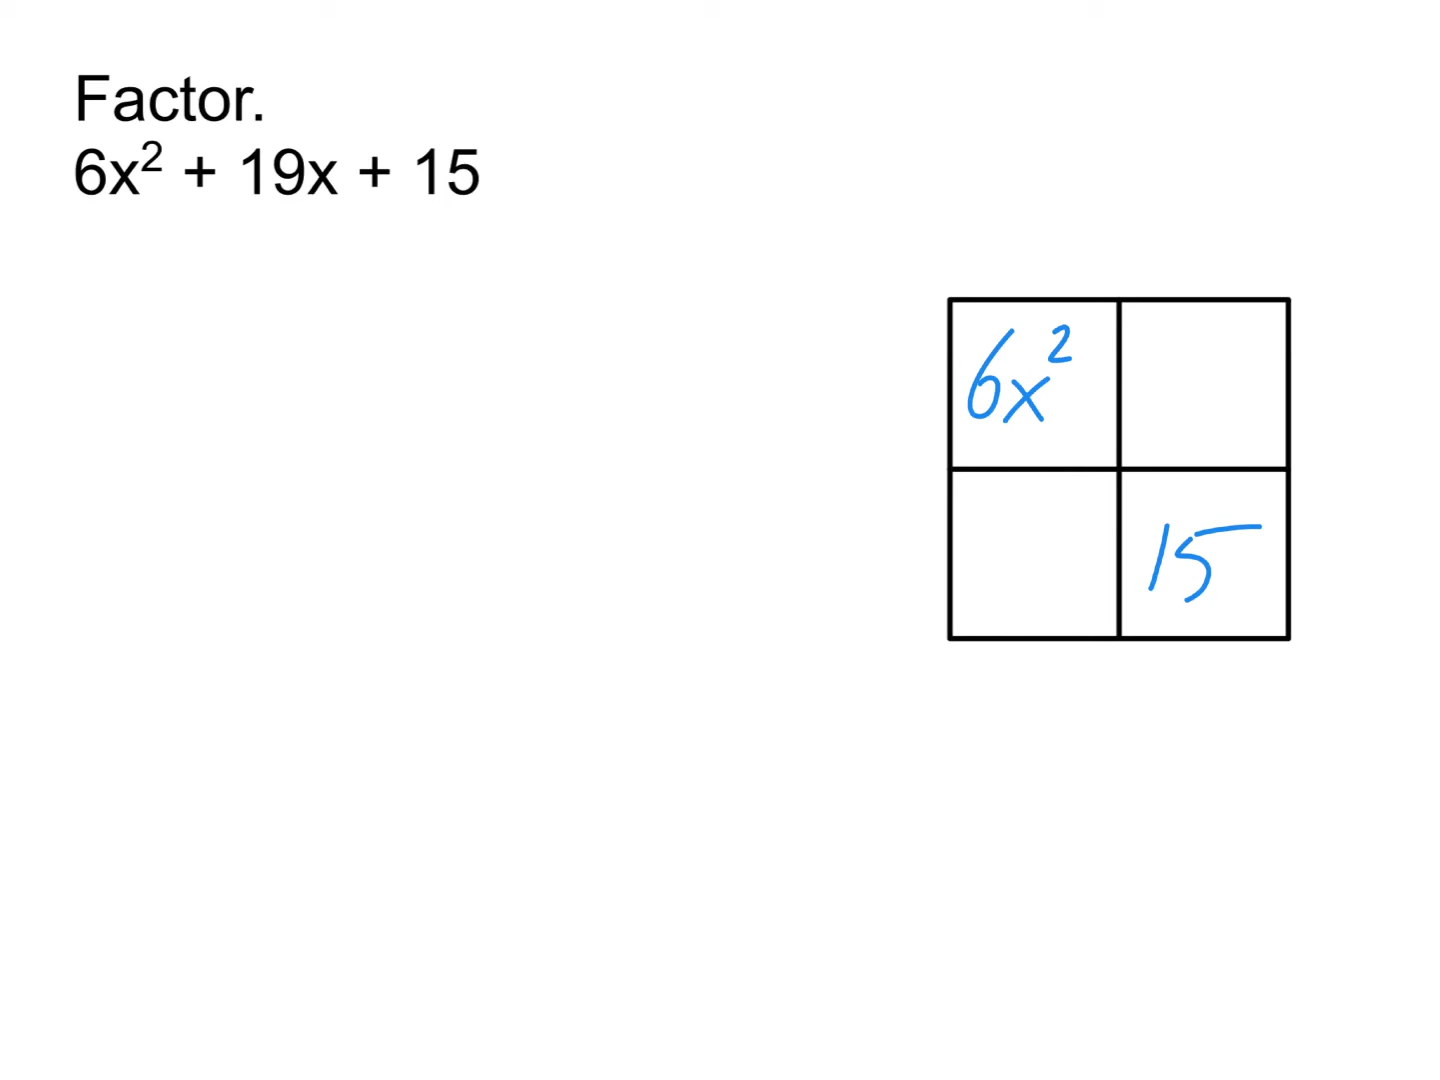 Factor.
6x² + 19x + 15
6x²
15